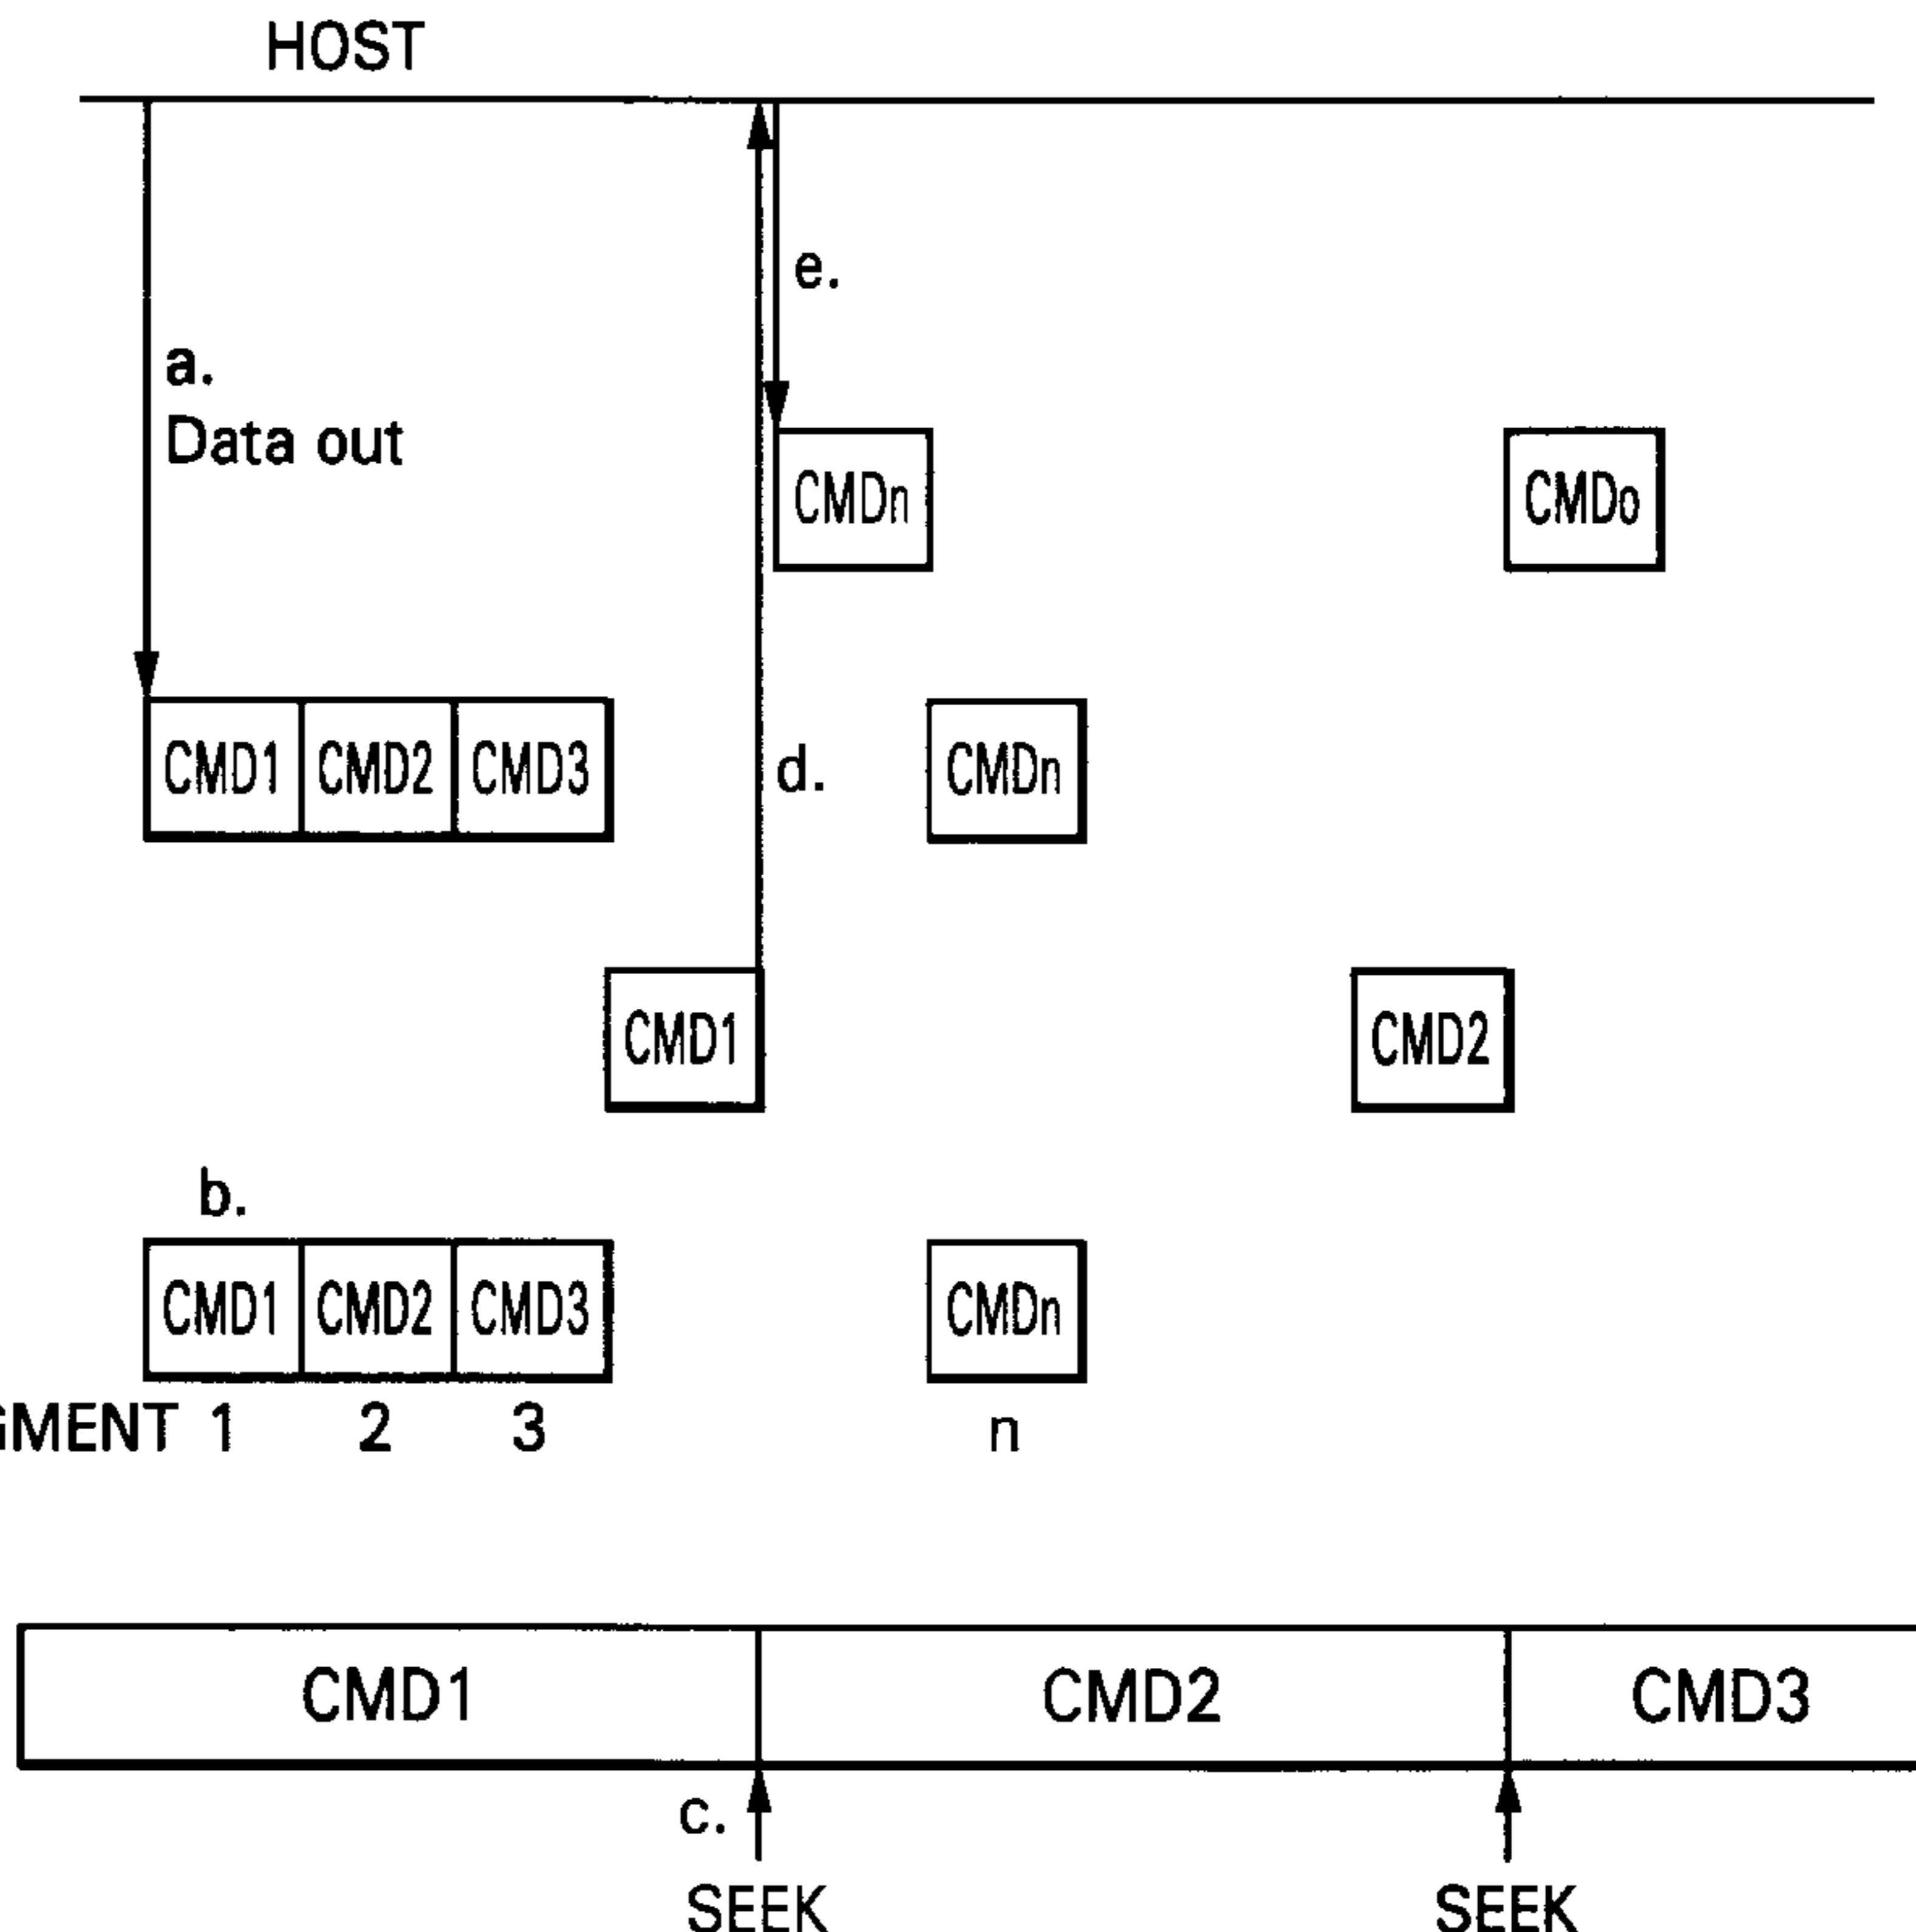 HOST
e.
a.
Data out
CMDn CMDo
CMD1 CMD2 CMD3 d. CMDn
CMD1 CMD2
b.
CMD1 CMD2 CMD3 CMDn
GMENT 1 2 3 n
CMD1 CMD2 CMD3
c.
SEEK SEEK